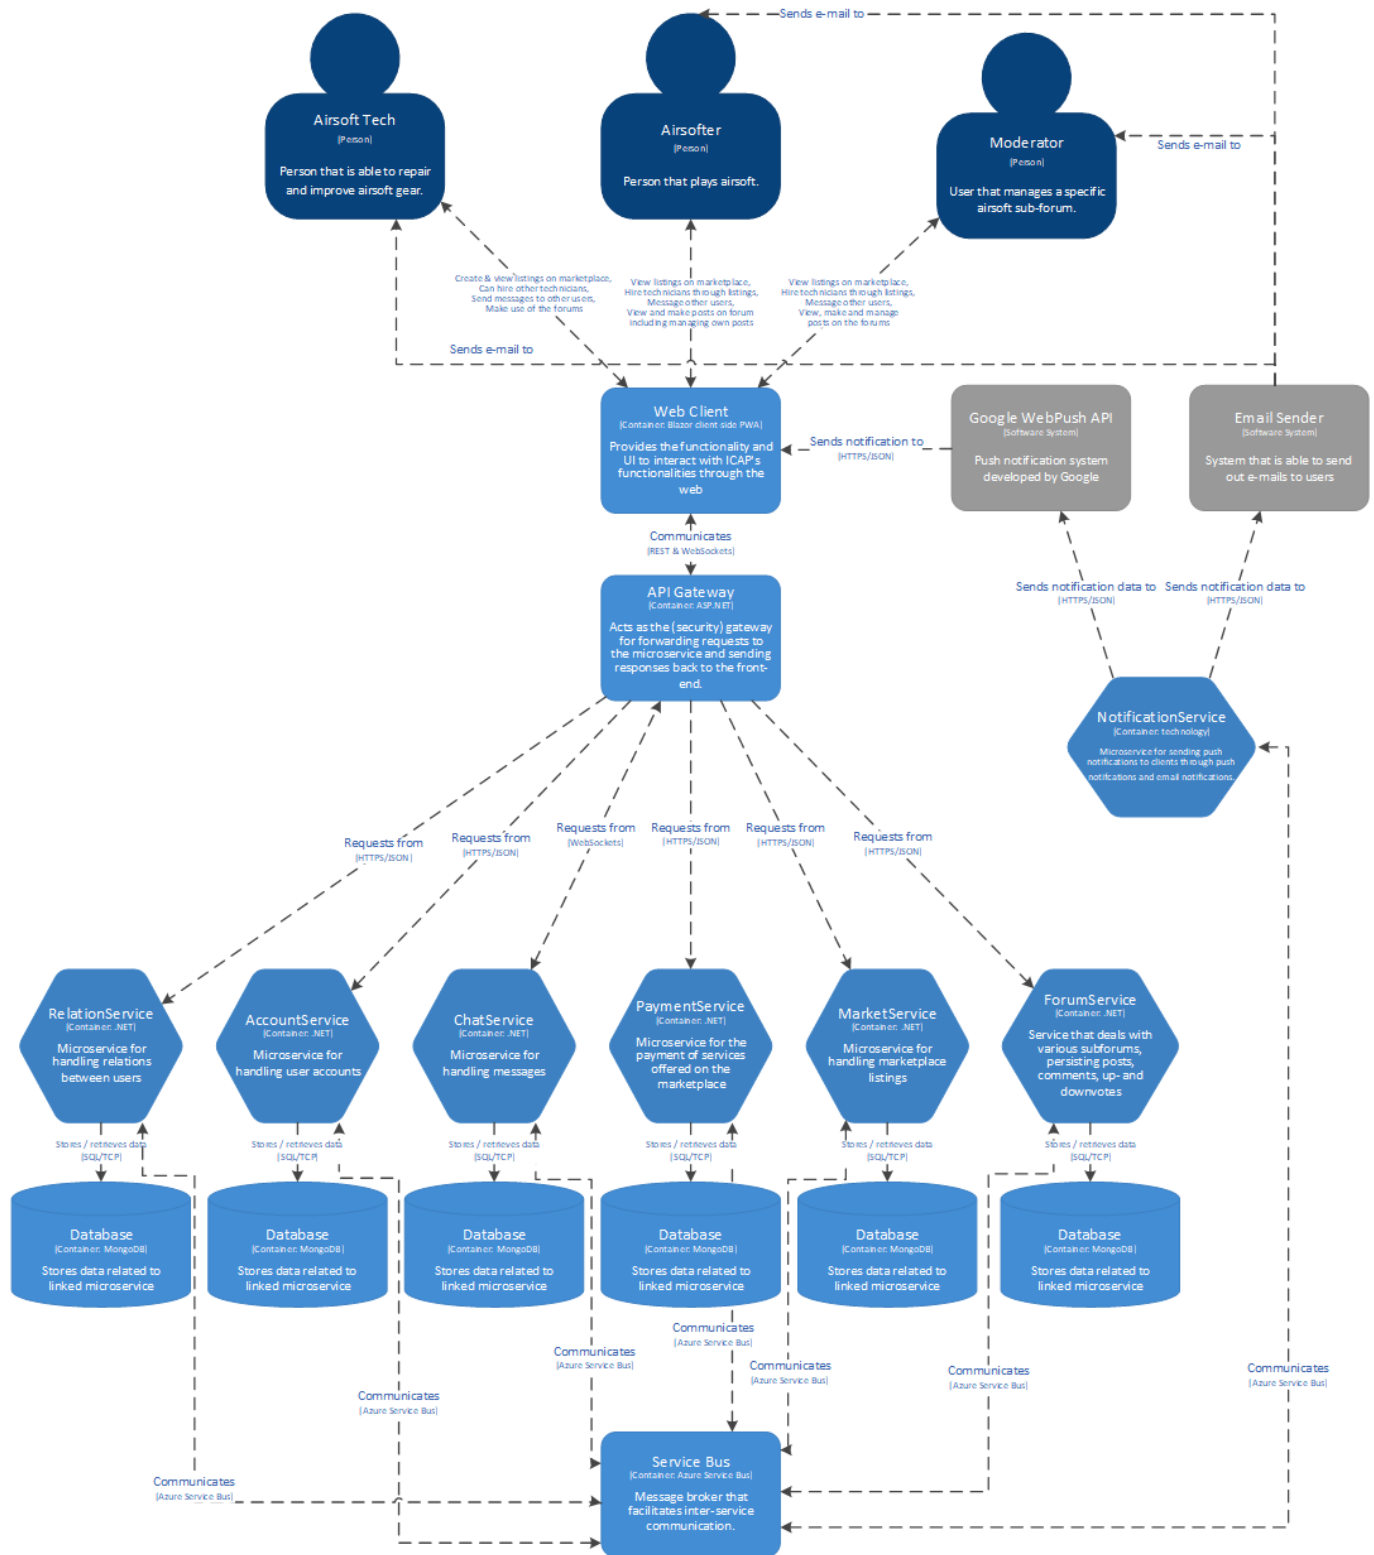 Sends e-mail to
Airsoft Tech
[Person]
Person that is able to repair
and improve airsoft gear.
Airsofter
[Person]
Person that plays airsoft.
Moderator
[Person]
User that manages a specific
airsoft sub-forum.
Sends e-mail to
Create & view listings on marketplace,
Can hire other technicians,
Send messages to other users,
Make use of the forums
View listings on marketplace,
Hire technicians through listings,
Message other users,
View and make posts on forum
including managing own posts
View listings on marketplace,
Hire technicians through listings,
Message other users,
View, make and manage
posts on the forums
Sends e-mail to
Web Client
[Container: Blazor client-side PWA]
Provides the functionality and
UI to interact with ICAP's
functionalities through the
web
Sends notification to
[HTTPS/JSON]
Google WebPush API
[Software System]
Push notification system
developed by Google
Email Sender
[Software System]
System that is able to send
out e-mails to users
Communicates
[REST & WebSockets]
API Gateway
[Container: ASP.NET]
Acts as the (security) gateway
for forwarding requests to
the microservice and sending
responses back to the front-
end.
Sends notification data to
[HTTPS/JSON]
Sends notification data to
[HTTPS/JSON]
NotificationService
[Container: technology]
Microservice for sending push
notifications to clients through push
notifcations and email notifications.
Requests from
[HTTPS/JSON]
Requests from
[HTTPS/JSON]
Requests from
[WebSockets]
Requests from
[HTTPS/JSON]
Requests from
[HTTPS/JSON]
Requests from
[HTTPS/JSON]
RelationService
[Container: .NET]
Microservice for
handling relations
between users
AccountService
[Container: .NET]
Microservice for
handling user accounts
ChatService
[Container: .NET]
Microservice for
handling messages
PaymentService
[Container: .NET]
Microservice for the
payment of services
offered on the
marketplace
MarketService
[Container: .NET]
Microservice for
handling marketplace
listings
ForumService
[Container: .NET]
Service that deals with
various subforums,
persisting posts,
comments, up- and
downvotes
Stores / retrieves data
[SQL/TCP]
Stores / retrieves data
[SQL/TCP]
Stores / retrieves data
[SQL/TCP]
Stores / retrieves data
[SQL/TCP]
Stores / retrieves data
[SQL/TCP]
Stores / retrieves data
[SQL/TCP]
Database
[Container: MongoDB]
Stores data related to
linked microservice
Database
[Container: MongoDB]
Stores data related to
linked microservice
Database
[Container: MongoDB]
Stores data related to
linked microservice
Database
[Container: MongoDB]
Stores data related to
linked microservice
Database
[Container: MongoDB]
Stores data related to
linked microservice
Database
[Container: MongoDB]
Stores data related to
linked microservice
Communicates
[Azure Service Bus]
Communicates
[Azure Service Bus]
Communicates
[Azure Service Bus]
Communicates
[Azure Service Bus]
Communicates
[Azure Service Bus]
Communicates
[Azure Service Bus]
Communicates
[Azure Service Bus]
Service Bus
[Container: Azure Service Bus]
Message broker that
facilitates inter-service
communication.